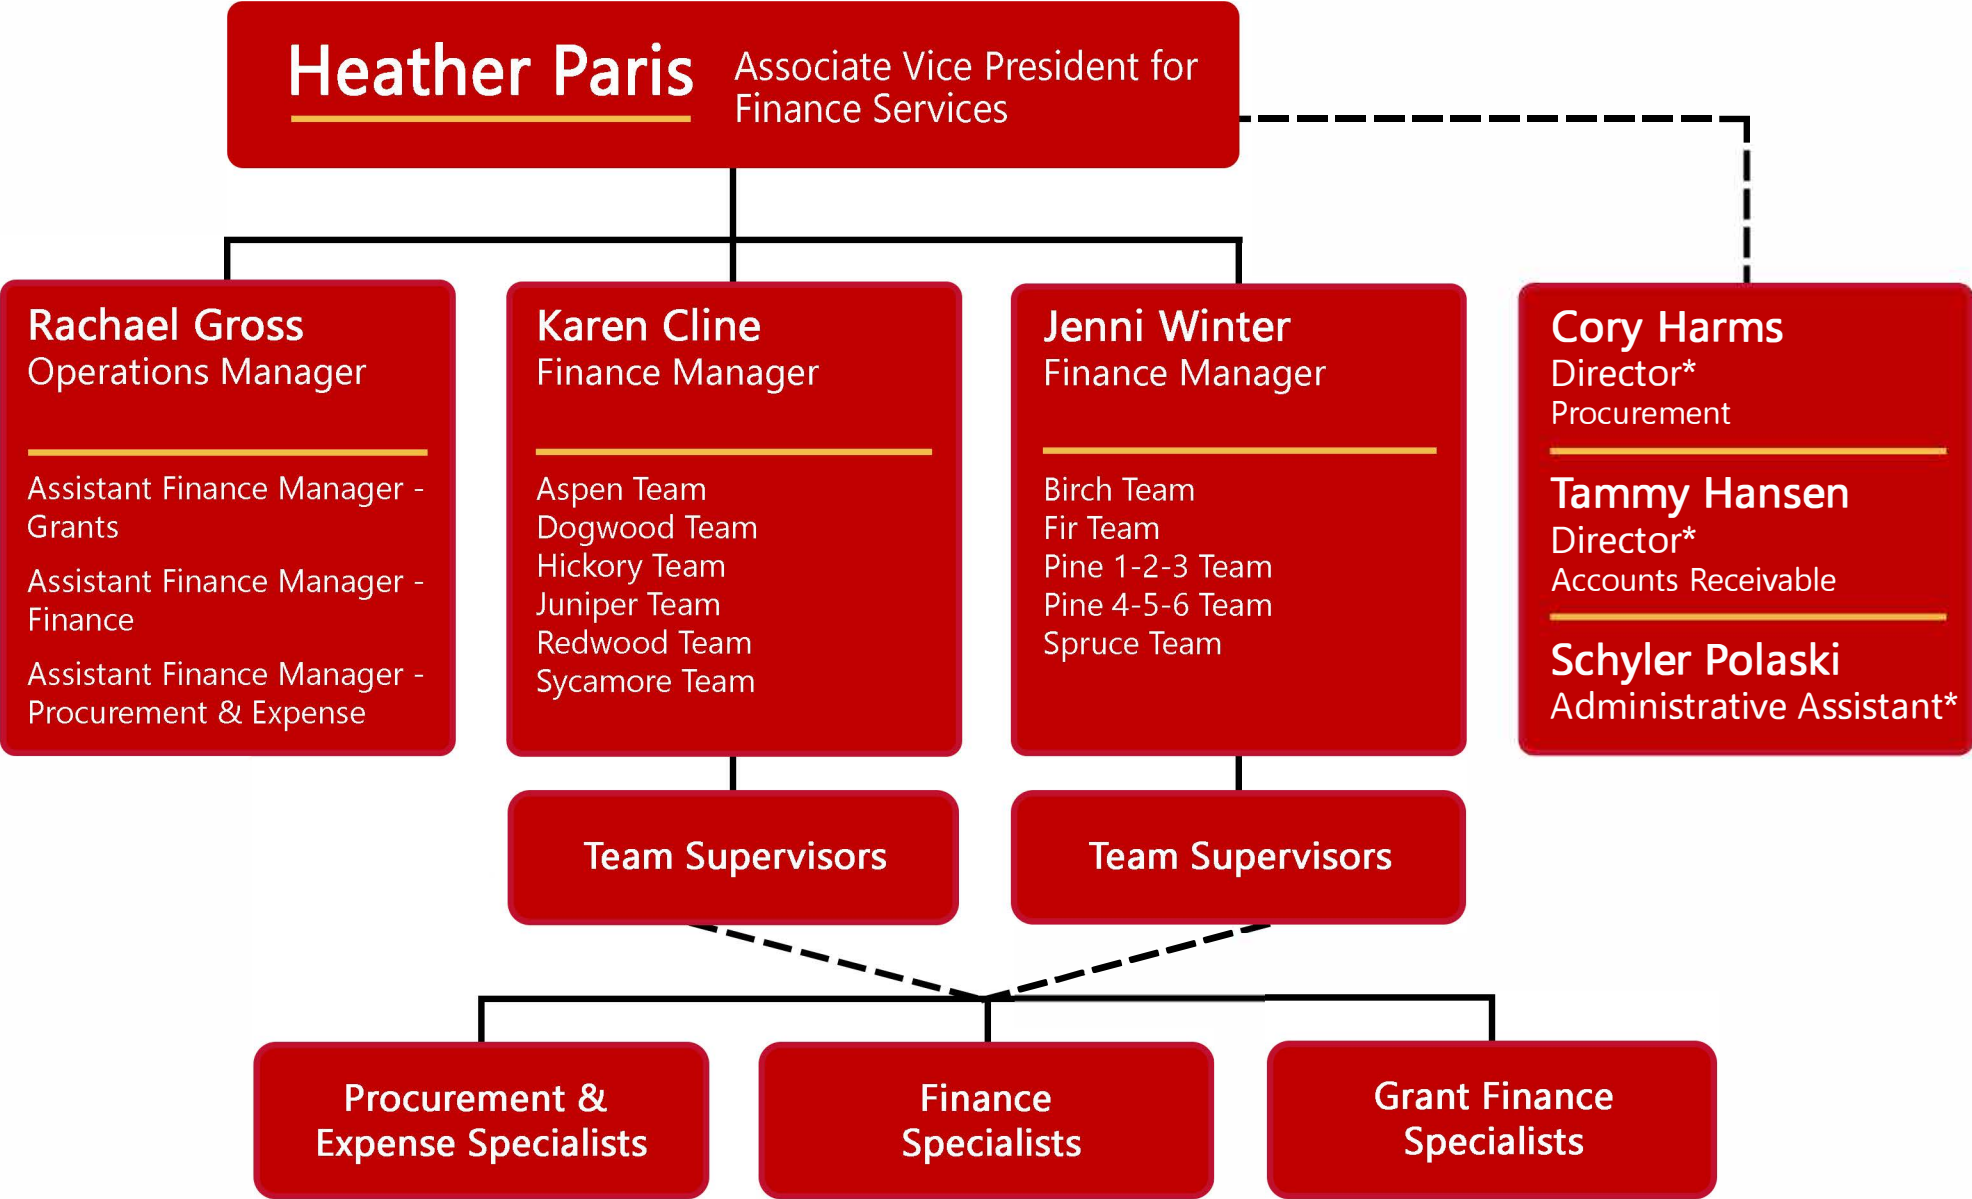 Heather Paris
Associate Vice President for
Finance Services
Rachael Gross
Operations Manager
Assistant Finance Manager -
Grants
Assistant Finance Manager -
Finance
Assistant Finance Manager -
Procurement & Expense
Karen Cline
Finance Manager
Aspen Team
Dogwood Team
Hickory Team
Juniper Team
Redwood Team
Sycamore Team
Jenni Winter
Finance Manager
Birch Team
Fir Team
Pine 1-2-3 Team
Pine 4-5-6 Team
Spruce Team
Cory Harms
Director*
Procurement
Tammy Hansen
Director*
Accounts Receivable
Schyler Polaski
Administrative Assistant*
Team Supervisors
Team Supervisors
Procurement &
Expense Specialists
Finance
Specialists
Grant Finance
Specialists